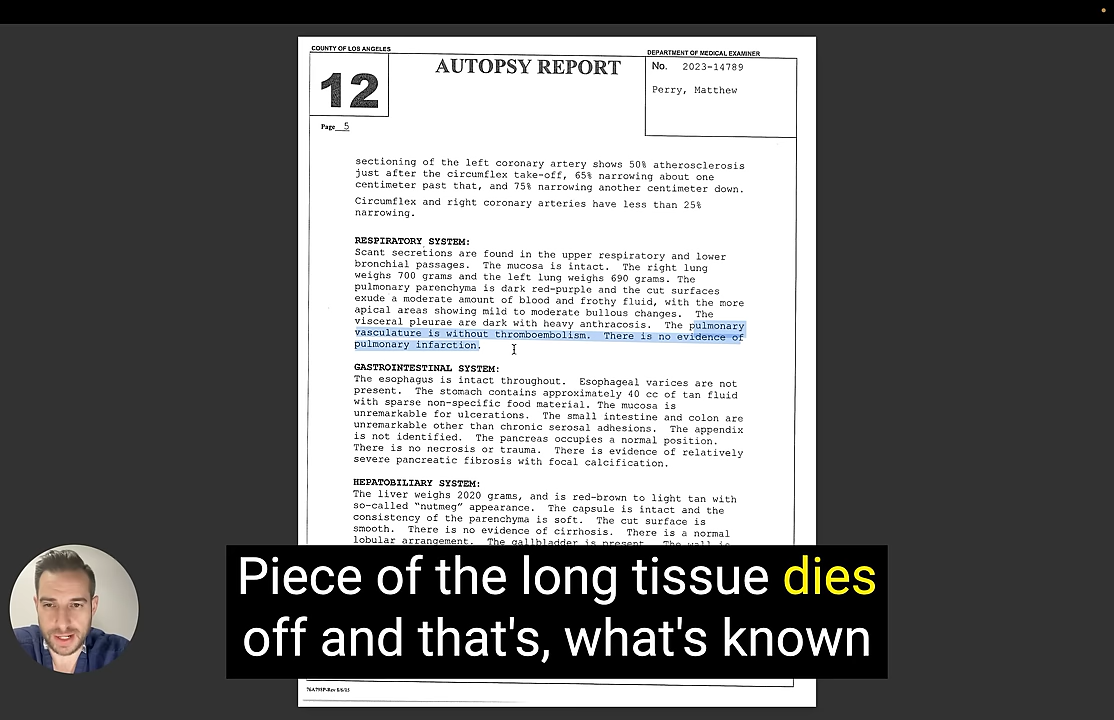 COUNTY OF LOS ANGELES
DEPARTMENT OF MEDICAL EXAMINER
12
AUTOPSY REPORT
No. 2023-14789
Perry, Matthew
Page 5
sectioning of the left coronary artery shows 50% atherosclerosis
just after the circumflex take-off, 65% narrowing about one
centimeter past that, and 75% narrowing another centimeter down.
Circumflex and right coronary arteries have less than 25%
narrowing.
RESPIRATORY SYSTEM:
Scant secretions are found in the upper respiratory and lower
bronchial passages. The mucosa is intact. The right lung
weighs 700 grams and the left lung weighs 690 grams. The
pulmonary parenchyma is dark red-purple and the cut surfaces
exude a moderate amount of blood and frothy fluid, with the more
apical areas showing mild to moderate bullous changes. The
visceral pleurae are dark with heavy anthracosis. The pulmonary
vasculature is without thromboembolism. There is no evidence of
pulmonary infarction.
GASTROINTESTINAL SYSTEM:
The esophagus is intact throughout. Esophageal varices are not
present. The stomach contains approximately 40 cc of tan fluid
with sparse non-specific food material. The mucosa is
unremarkable for ulcerations. The small intestine and colon are
unremarkable other than chronic serosal adhesions. The appendix
is not identified. The pancreas occupies a normal position.
There is no necrosis or trauma. There is evidence of relatively
severe pancreatic fibrosis with focal calcification.
HEPATOBILIARY SYSTEM:
The liver weighs 2020 grams, and is red-brown to light tan with
so-called "nutmeg" appearance. The capsule is intact and the
consistency of the parenchyma is soft. The cut surface is
smooth. There is no evidence of cirrhosis. There is a normal
lobular arrangement. The gallbladder is present. The wall is
Piece of the long tissue dies
off and that's, what's known
76A798P-Rev 8/6/15